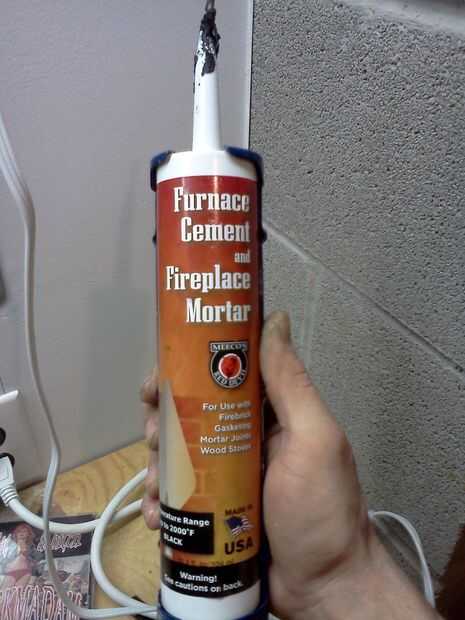 Furnace
Cement
and
Fireplace
Mortar
MEECO'S
RED DEVIL
For Use with
Firebrick
Gasketing
Mortar Joints
Wood Stoves
MADE IN
USA
Range
to 2000°F
BLACK
Warning!
See cautions on back.